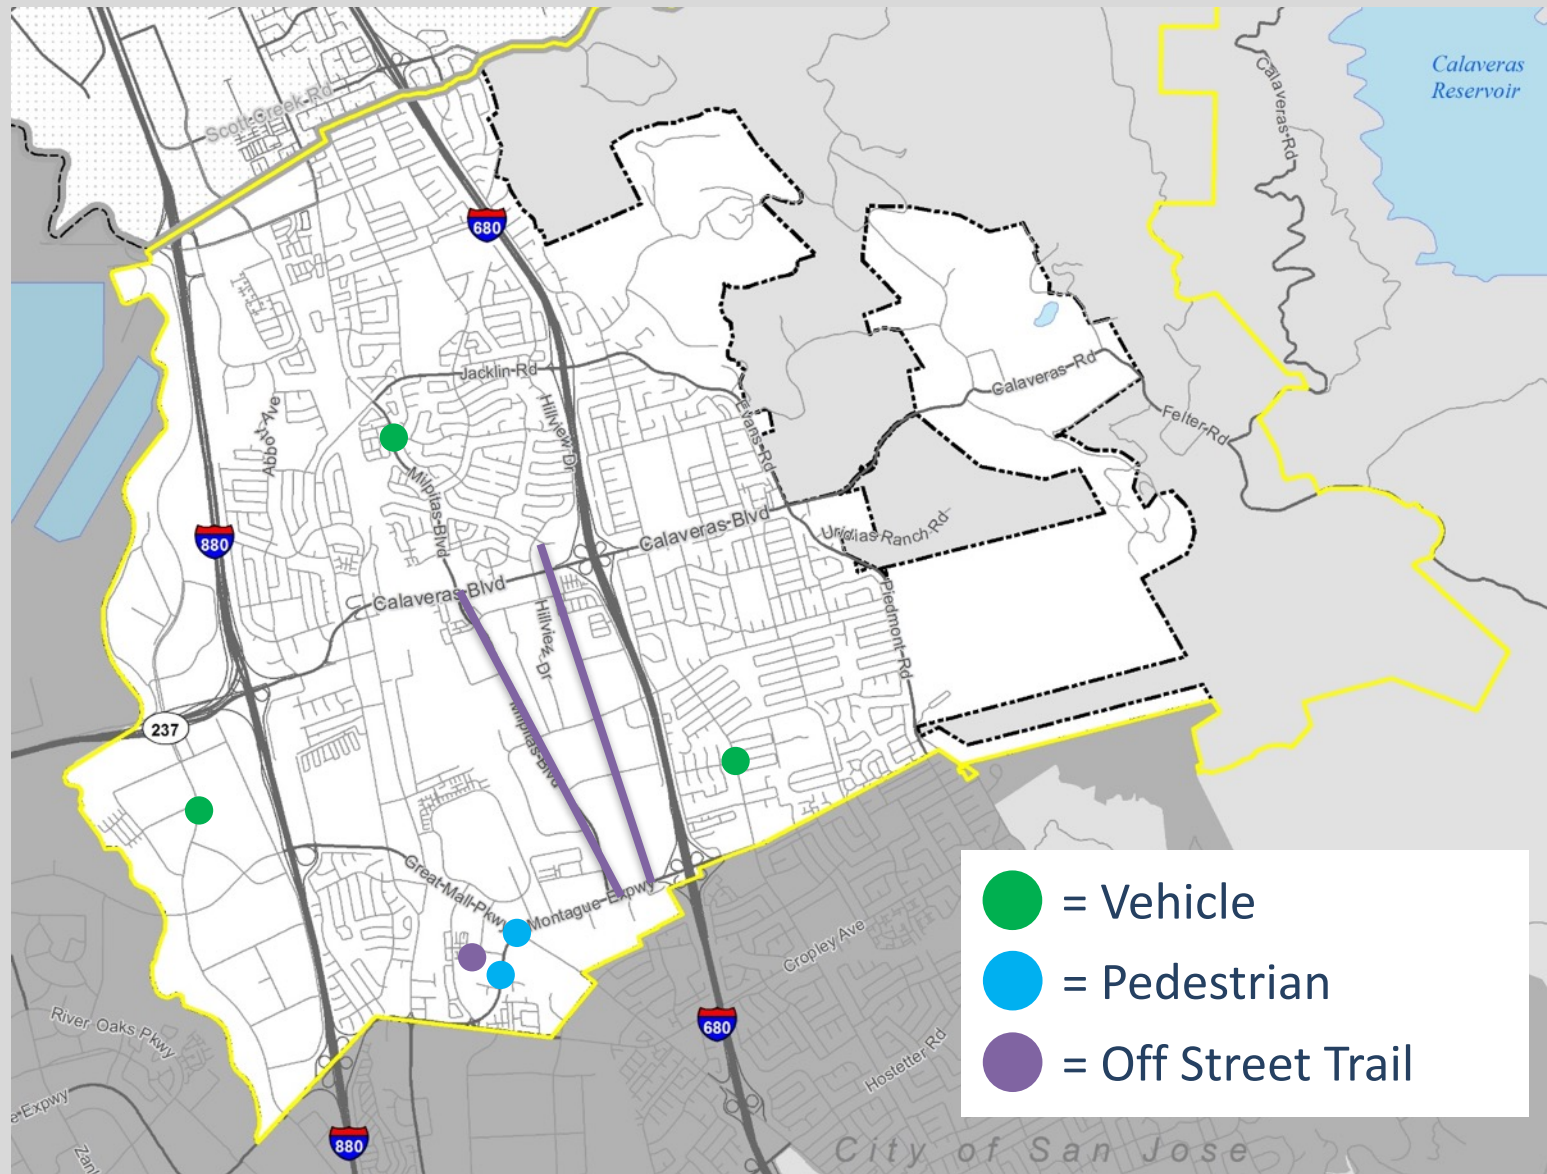 Calaveras
Reservoir
Scott Creek Rd
Calaveras Rd
680
Jacklin Rd
Calaveras Rd
Hillview Dr
Evans Rd
Felter Rd
Milpitas Blvd
880
Calaveras Blvd
Uridias Ranch Rd
Calaveras Blvd
Hillview Dr
Piedmont Rd
237
Milpitas Blvd
Great Mall Pkwy
Montague Expwy
= Vehicle
= Pedestrian
= Off Street Trail
Cropley Ave
River Oaks Pkwy
680
Hostetter Rd
880
City of San Jose